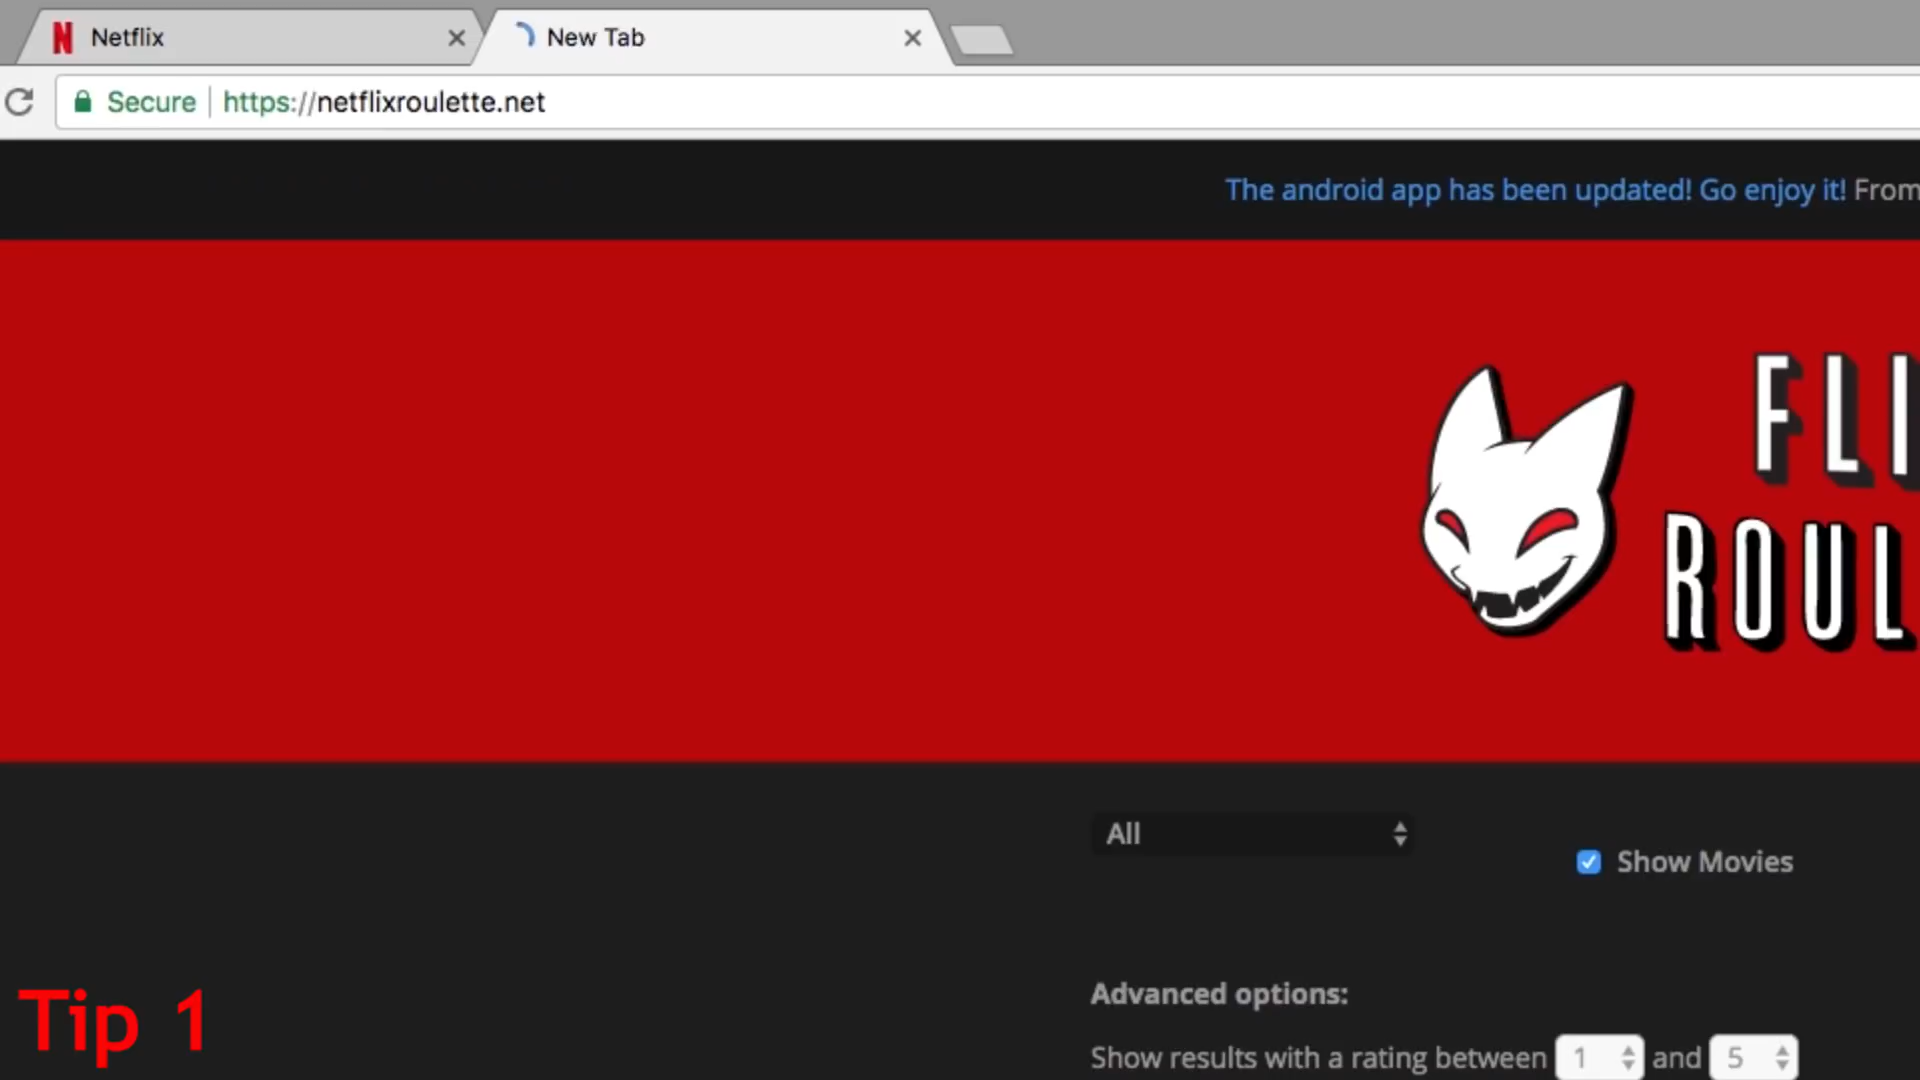 Netflix
New Tab
Secure https://netflixroulette.net
The android app has been updated! Go enjoy it! From
FLI
ROUL
All
Show Movies
Advanced options:
Show results with a rating between 1 and 5
Tip 1